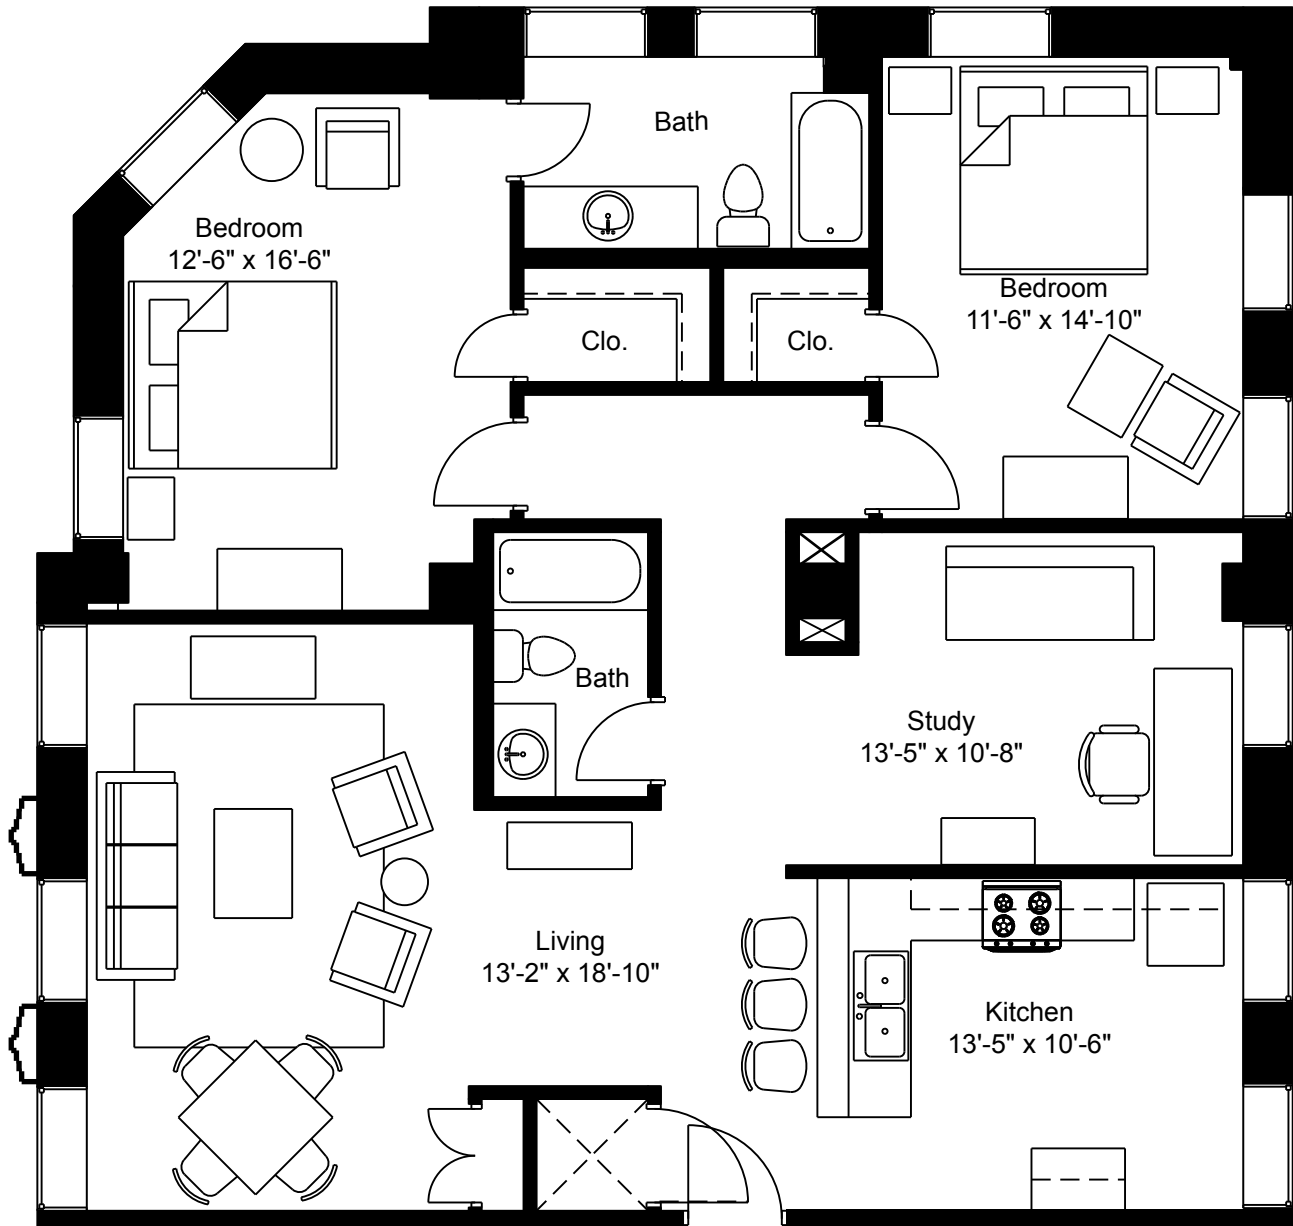 Bath
Bedroom
12'-6" x 16'-6"
Bedroom
11'-6" x 14'-10"
Clo.
Clo.
Bath
Study
13'-5" x 10'-8"
Living
13'-2" x 18'-10"
Kitchen
13'-5" x 10'-6"